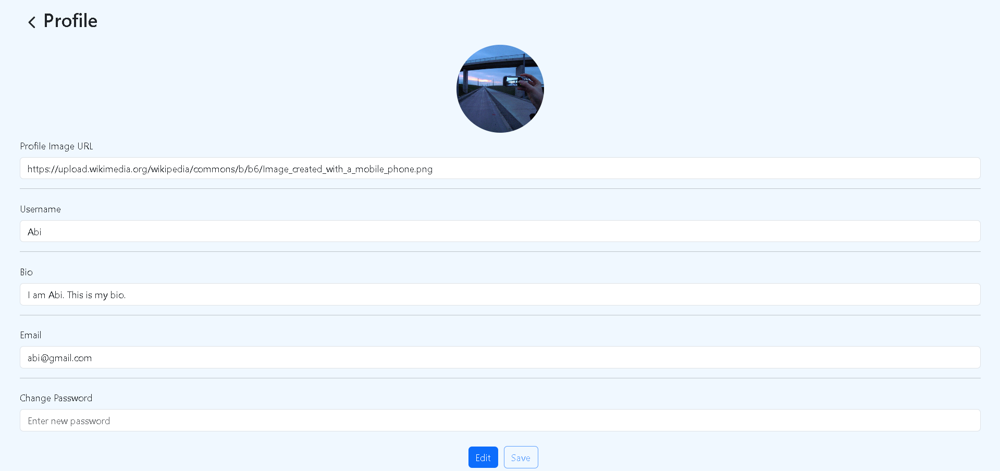 Profile
Profile Image URL
https://upload.wikimedia.org/wikipedia/commons/b/b6/Image_created_with_a_mobile_phone.png
Username
Abi
Bio
I am Abi. This is my bio.
Email
abi@gmail.com
Change Password
Enter new password
Edit Save